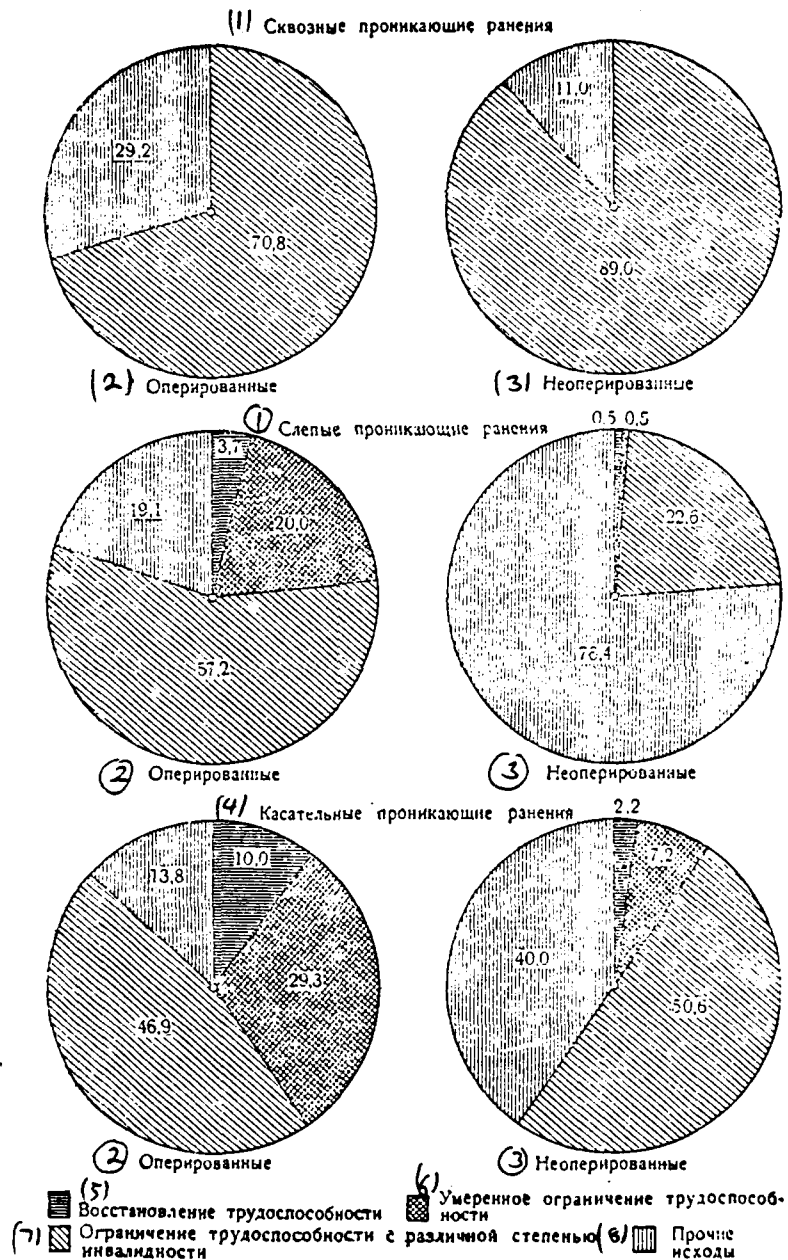 (1) Сквозные проникающие ранения
29,2
70,8
11,0
89,0
(2) Оперированные
(3) Неоперированные
1 Слепые проникающие ранения
3,7
20,0
57,2
19,1
0,5 0,5
22,6
76,4
2 Оперированные
3 Неоперированные
(4) Касательные проникающие ранения
10,0
29,3
46,9
13,8
2,2
7,2
50,6
40,0
2 Оперированные
3 Неоперированные
(5) Восстановление трудоспособности
(6) Умеренное ограничение трудоспособ-
ности
(7) Ограничение трудоспособности с различной степенью
инвалидности
(8) Прочие
исходы